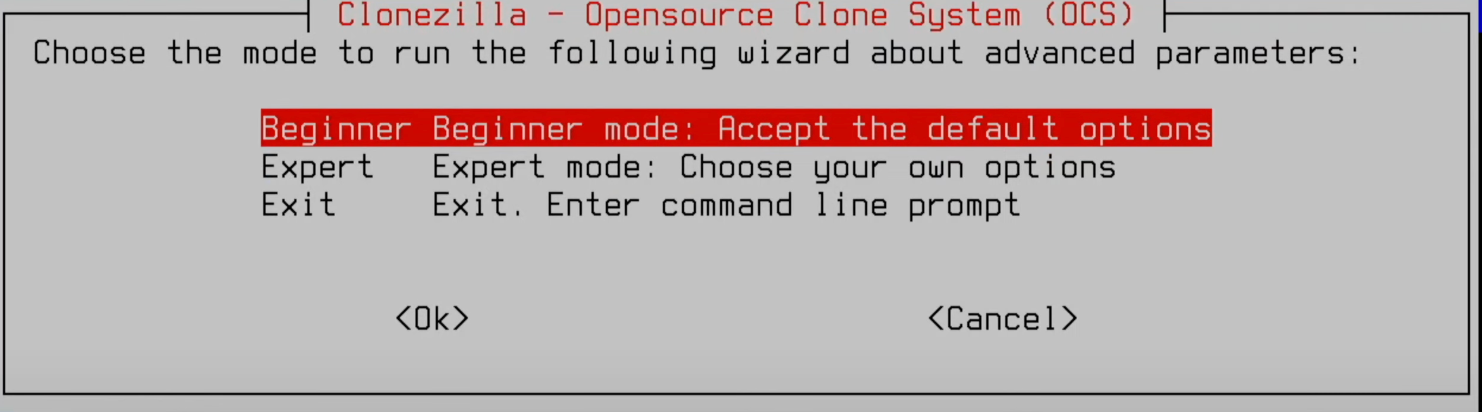 Clonezilla - Opensource Clone System (OCS)
Choose the mode to run the following wizard about advanced parameters:
Beginner Beginner mode: Accept the default options
Expert Expert mode: Choose your own options
Exit Exit. Enter command line prompt
<Ok> <Cancel>